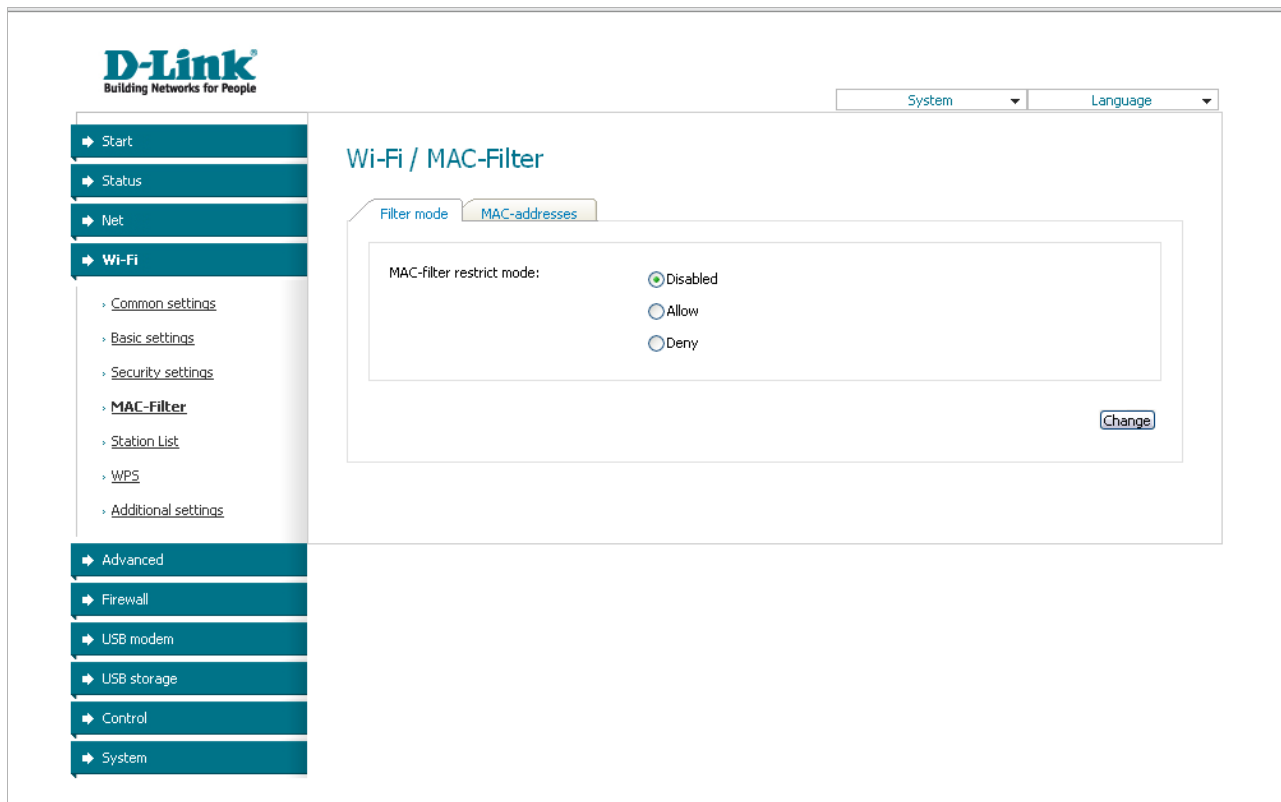 D-Link®
Building Networks for People
System
Language
Start
Status
Net
Wi-Fi
Common settings
Basic settings
Security settings
MAC-Filter
Station List
WPS
Additional settings
Advanced
Firewall
USB modem
USB storage
Control
System
Wi-Fi / MAC-Filter
Filter mode
MAC-addresses
MAC-filter restrict mode:
Disabled
Allow
Deny
Change